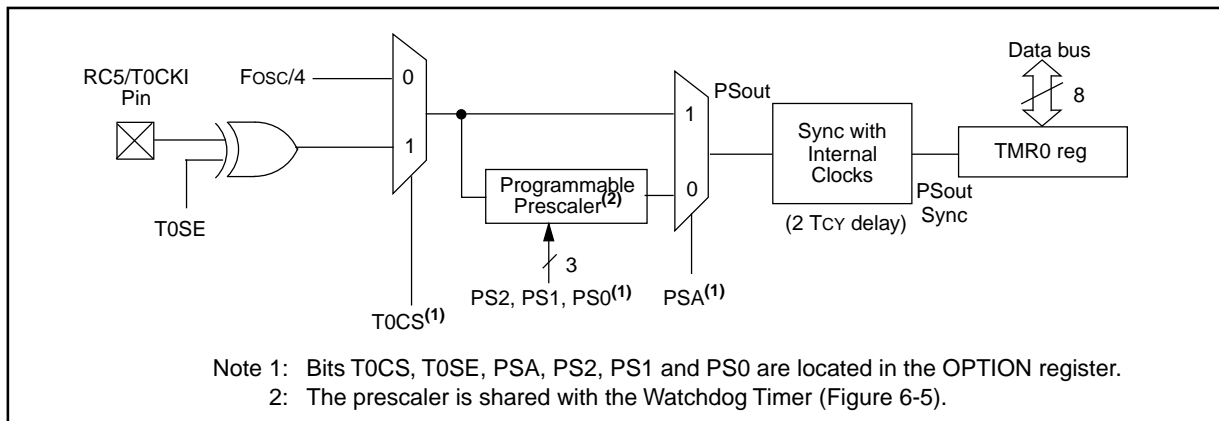 Data bus
8
RC5/T0CKI
Pin
FOSC/4
0
1
T0SE
T0CS(1)
Programmable
Prescaler(2)
3
PS2, PS1, PS0(1)
1
0
PSA(1)
PSout
Sync with
Internal
Clocks
(2 TCY delay)
PSout
Sync
TMR0 reg
Note 1: Bits T0CS, T0SE, PSA, PS2, PS1 and PS0 are located in the OPTION register.
2: The prescaler is shared with the Watchdog Timer (Figure 6-5).